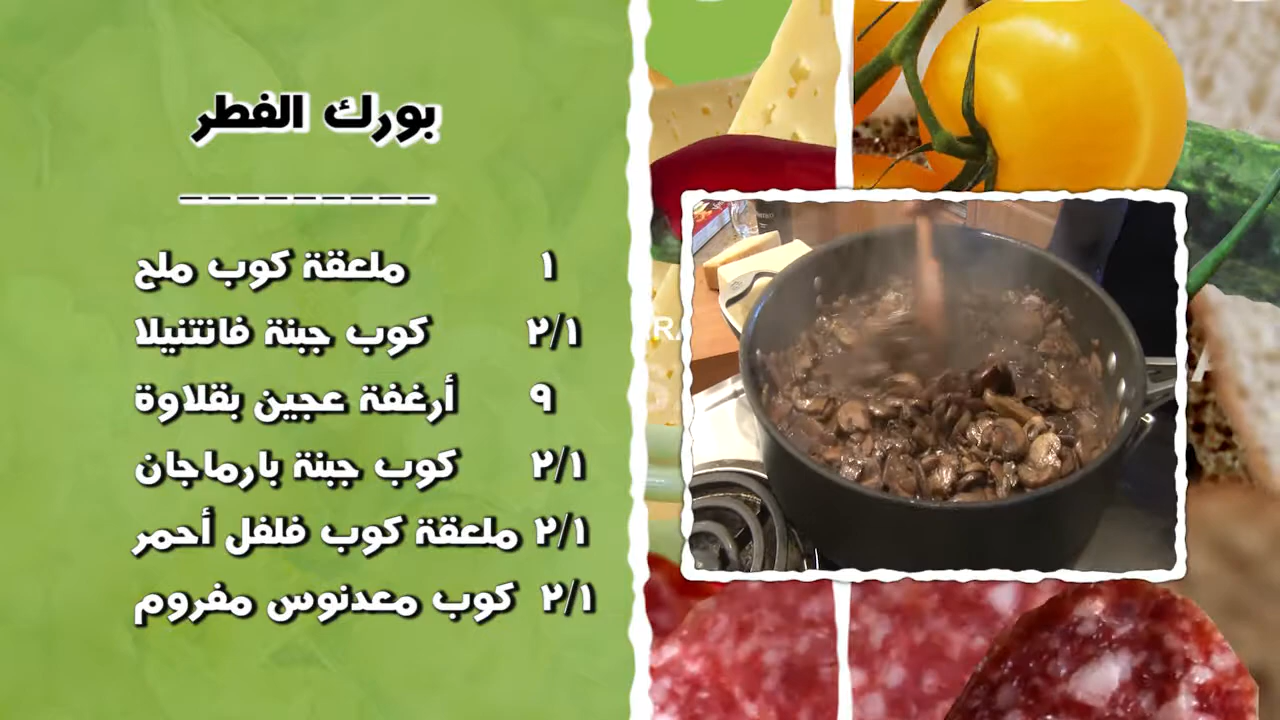 بورك الفطر
---------
١ ملعقة كوب ملح
٢/١ كوب جبنة فانتنيلا
٩ أرغفة عجين بقلاوة
٢/١ كوب جبنة بارماجان
٢/١ ملعقة كوب فلفل أحمر
٢/١ كوب معدنوس مفروم